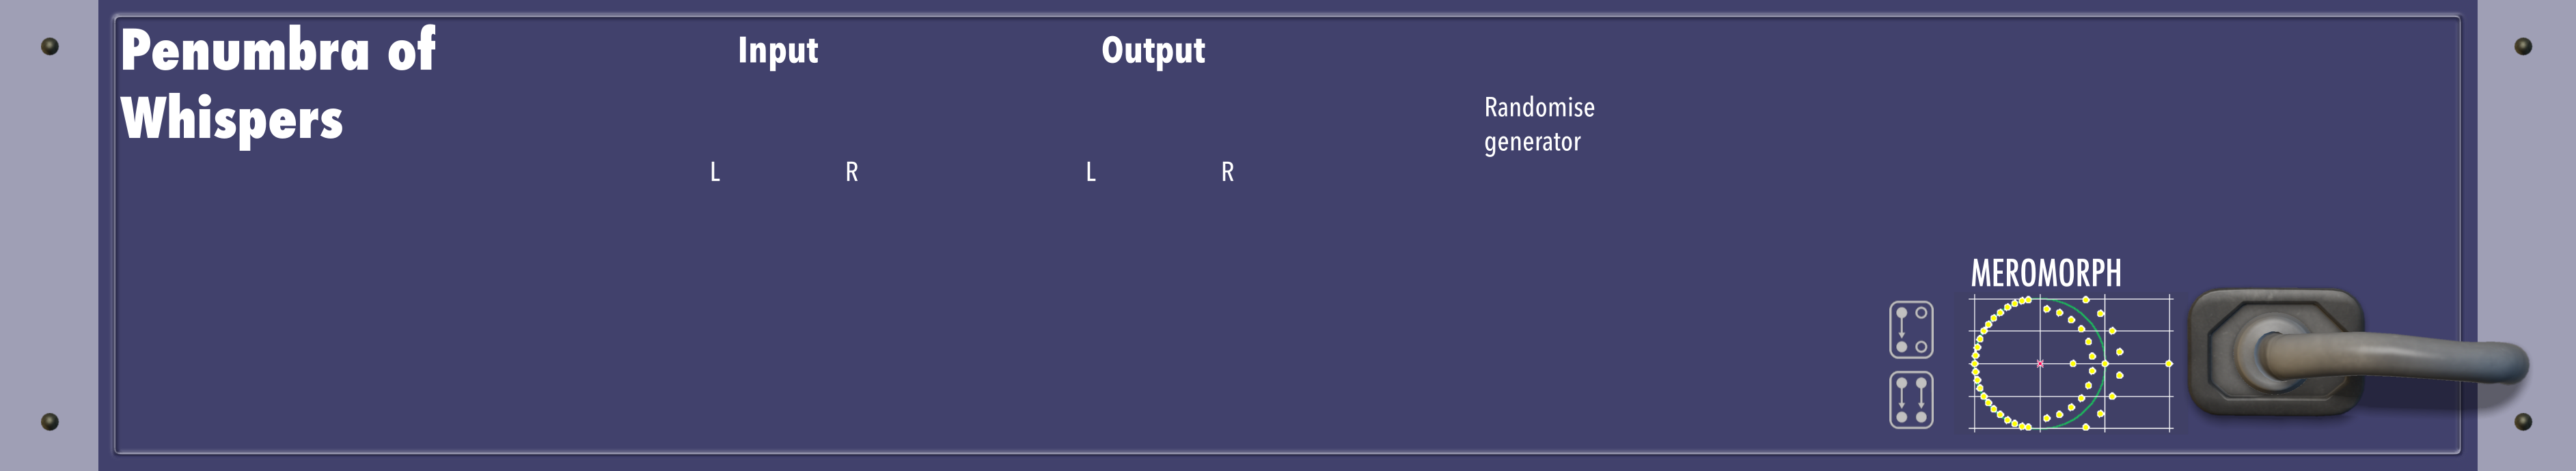 Penumbra of
Whispers
Input
L R
Output
L R
Randomise
generator
MEROMORPH